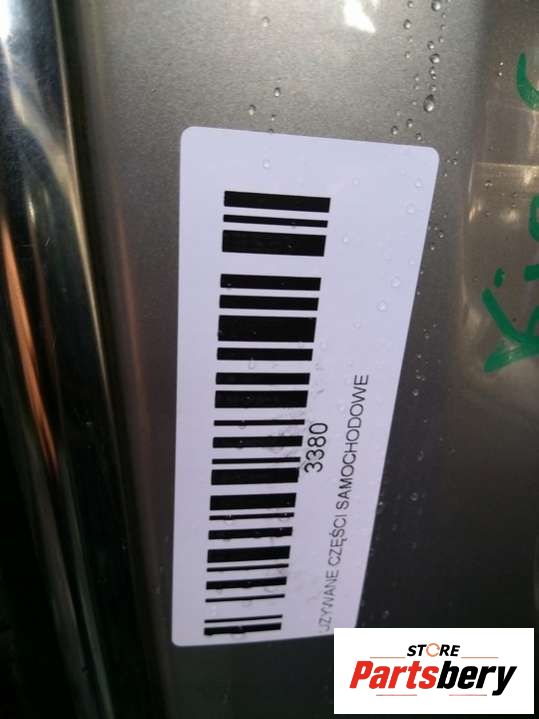 3380
UŻYWANE CZĘŚCI SAMOCHODOWE
STORE
Partsbery